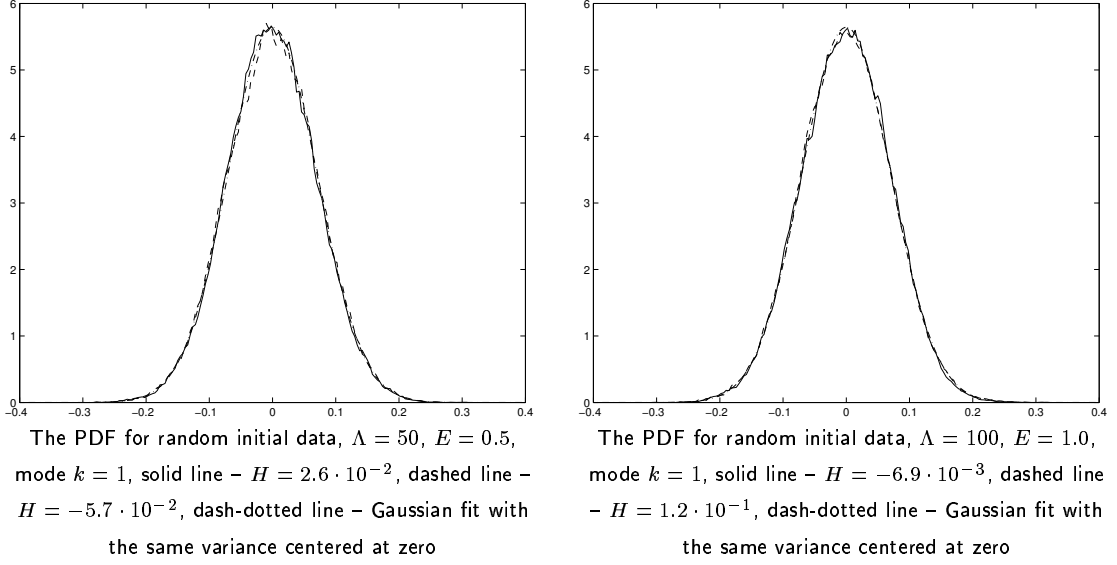 6
5
4
3
2
1
0
−0.4 −0.3 −0.2 −0.1 0 0.1 0.2 0.3 0.4
The PDF for random initial data, Λ = 50, E = 0.5,
mode k = 1, solid line – H = 2.6 · 10⁻², dashed line –
H = −5.7 · 10⁻², dash-dotted line – Gaussian fit with
the same variance centered at zero
6
5
4
3
2
1
0
−0.4 −0.3 −0.2 −0.1 0 0.1 0.2 0.3 0.4
The PDF for random initial data, Λ = 100, E = 1.0,
mode k = 1, solid line – H = −6.9 · 10⁻³, dashed line
– H = 1.2 · 10⁻¹, dash-dotted line – Gaussian fit with
the same variance centered at zero